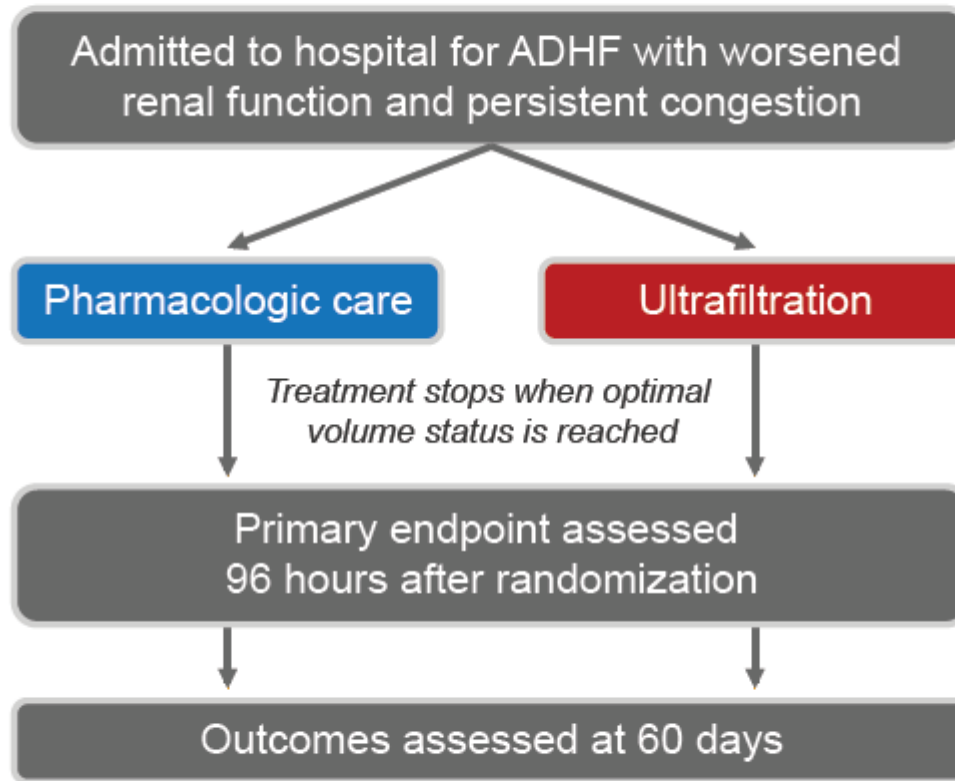 Admitted to hospital for ADHF with worsened
renal function and persistent congestion
Pharmacologic care
Ultrafiltration
Treatment stops when optimal
volume status is reached
Primary endpoint assessed
96 hours after randomization
Outcomes assessed at 60 days